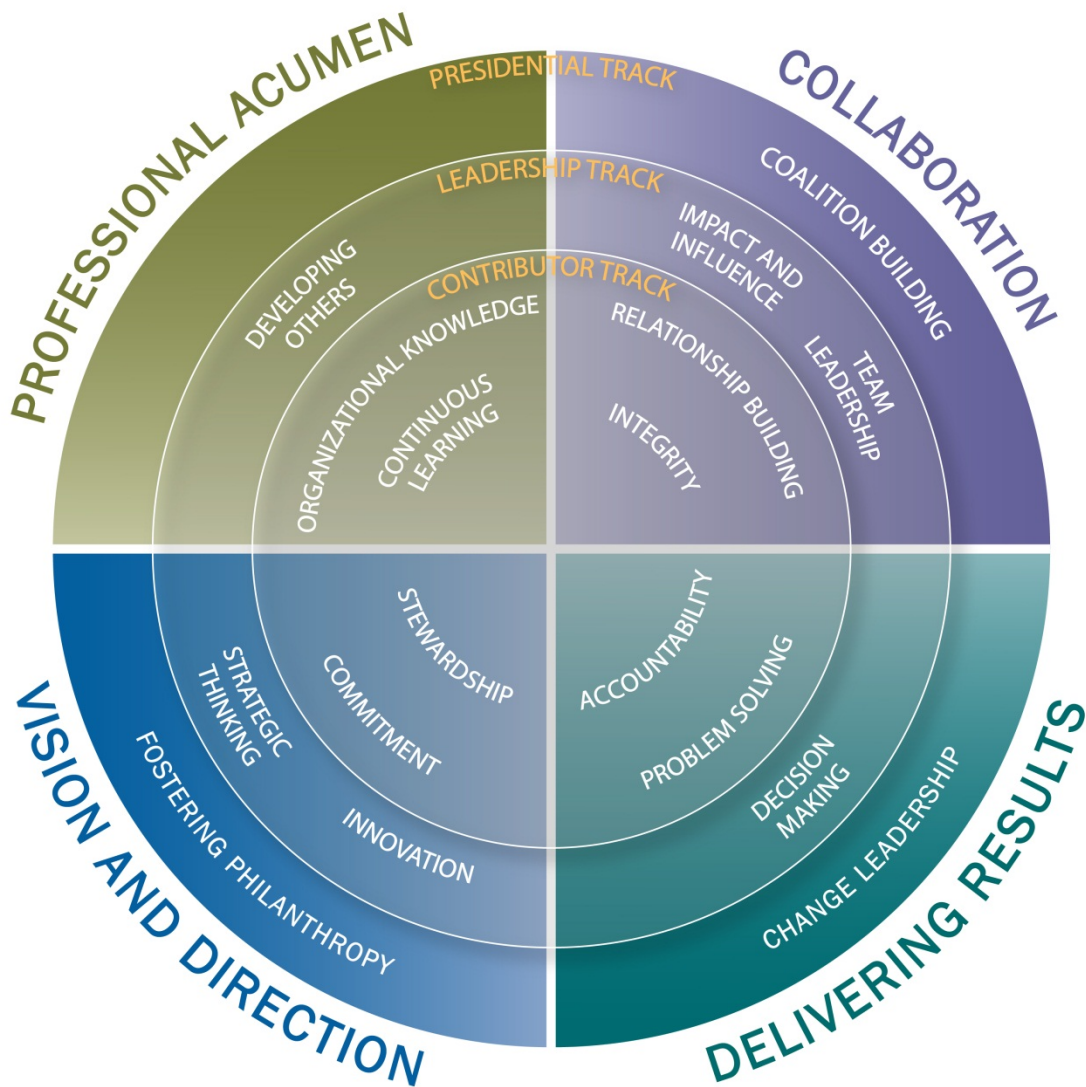 PROFESSIONAL ACUMEN
COLLABORATION
PRESIDENTIAL TRACK
LEADERSHIP TRACK
CONTRIBUTOR TRACK
DEVELOPING
OTHERS
ORGANIZATIONAL KNOWLEDGE
CONTINUOUS
LEARNING
COALITION BUILDING
IMPACT AND
INFLUENCE
TEAM
LEADERSHIP
RELATIONSHIP BUILDING
INTEGRITY
STEWARDSHIP
COMMITMENT
STRATEGIC
THINKING
INNOVATION
FOSTERING PHILANTHROPY
VISION AND DIRECTION
ACCOUNTABILITY
PROBLEM SOLVING
DECISION
MAKING
CHANGE LEADERSHIP
DELIVERING RESULTS